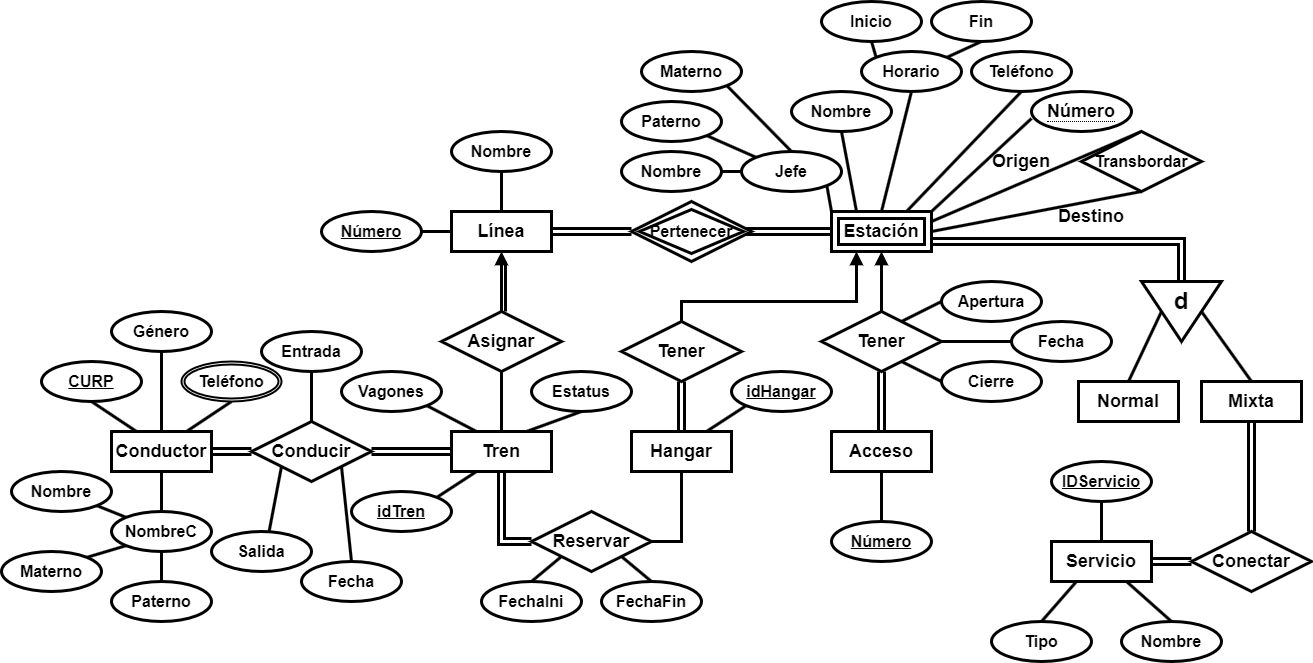 Inicio
Fin
Materno
Horario
Teléfono
Nombre
Número
Paterno
Nombre
Origen
Transbordar
Nombre
Jefe
Destino
Número
Línea
Pertenecer
Estación
d
Apertura
Género
Entrada
Asignar
Tener
Tener
Fecha
CURP
Teléfono
Vagones
Estatus
idHangar
Cierre
Normal
Mixta
Conductor
Conducir
Tren
Hangar
Acceso
Nombre
idTren
IDServicio
NombreC
Salida
Reservar
Número
Materno
Fecha
Servicio
Conectar
Paterno
FechaIni
FechaFin
Tipo
Nombre